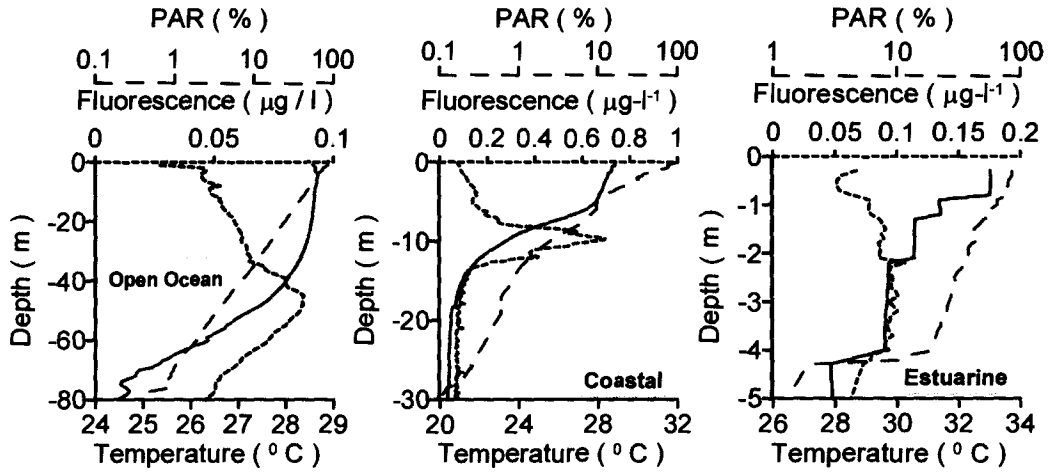 PAR ( % )
0.1 1 10 100
Fluorescence ( µg / l )
0 0.05 0.1
0
-20
-40
-60
-80
Depth ( m )
Open Ocean
24 25 26 27 28 29
Temperature ( ⁰ C )
PAR ( % )
0.1 1 10 100
Fluorescence ( µg-l⁻¹ )
0 0.2 0.4 0.6 0.8 1
0
-10
-20
-30
Depth ( m )
Coastal
20 24 28 32
Temperature ( ⁰ C )
PAR ( % )
1 10 100
Fluorescence ( µg-l⁻¹ )
0 0.05 0.1 0.15 0.2
0
-1
-2
-3
-4
-5
Depth ( m )
Estuarine
26 28 30 32 34
Temperature ( ⁰ C )